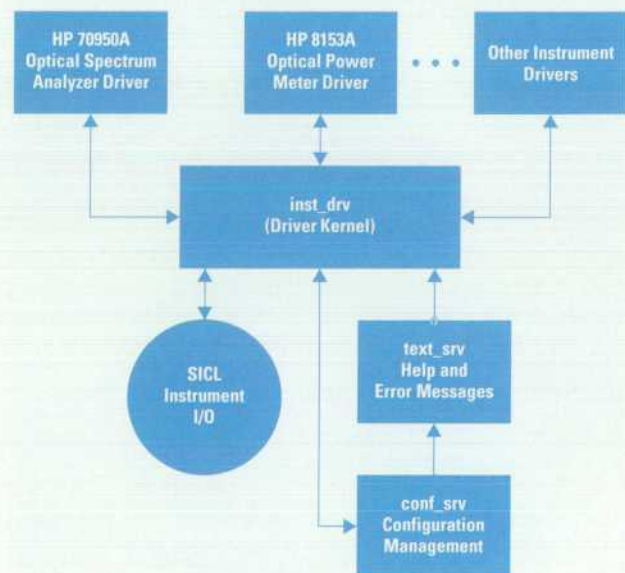 HP 70950A
Optical Spectrum
Analyzer Driver
HP 8153A
Optical Power
Meter Driver
• • •
Other Instrument
Drivers
inst_drv
(Driver Kernel)
SICL
Instrument
I/O
text_srv
Help and
Error Messages
conf_srv
Configuration
Management